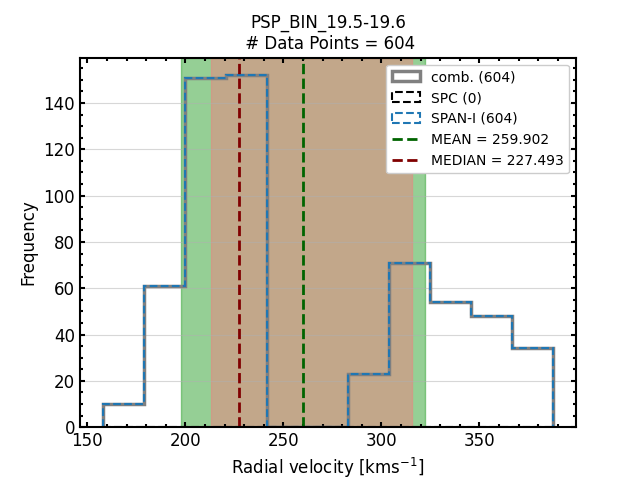 PSP_BIN_19.5-19.6
# Data Points = 604
comb. (604)
SPC (0)
SPAN-I (604)
MEAN = 259.902
MEDIAN = 227.493
Frequency
140
120
100
80
60
40
20
0
150 200 250 300 350
Radial velocity [kms⁻¹]